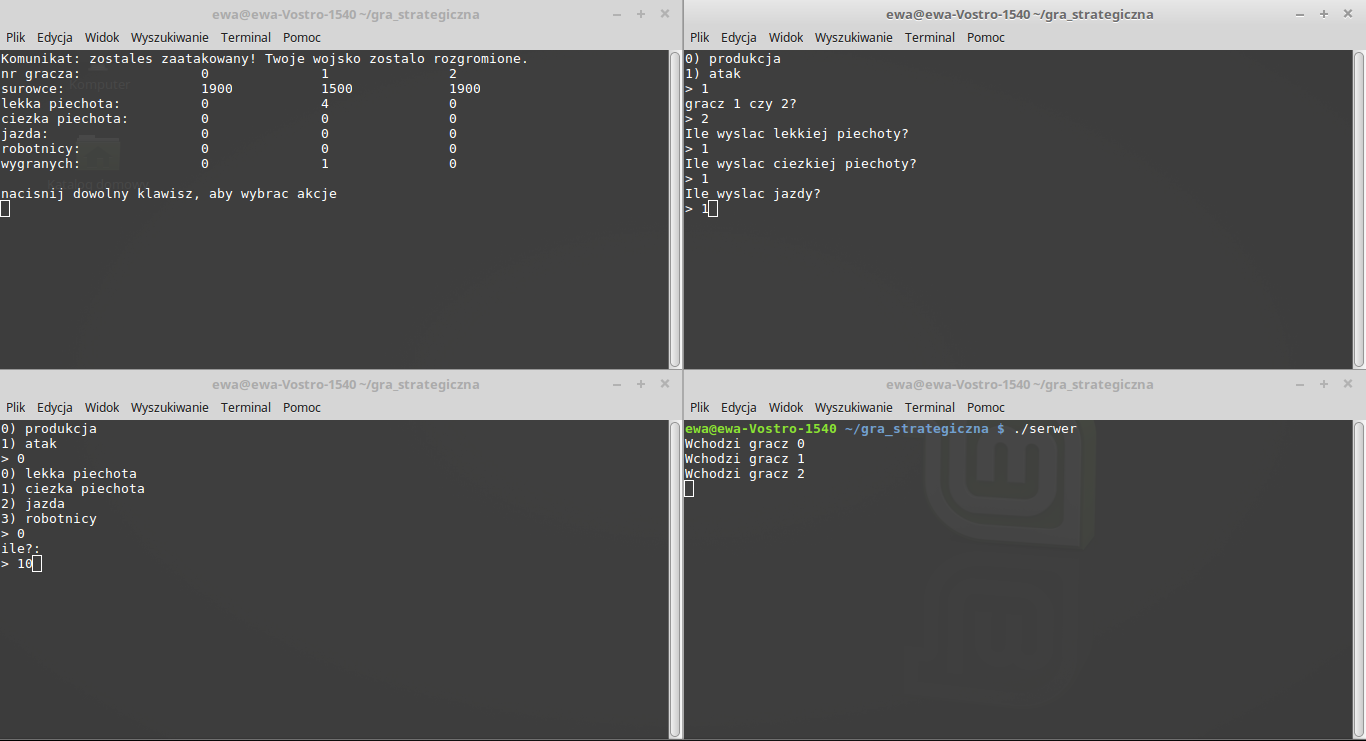 ewa@ewa-Vostro-1540 ~/gra_strategiczna
Plik Edycja Widok Wyszukiwanie Terminal Pomoc
Komunikat: zostales zaatakowany! Twoje wojsko zostalo rozgromione.
nr gracza: 0 1 2
surowce: 1900 1500 1900
lekka piechota: 0 4 0
ciezka piechota: 0 0 0
jazda: 0 0 0
robotnicy: 0 0 0
wygranych: 0 1 0
nacisnij dowolny klawisz, aby wybrac akcje
ewa@ewa-Vostro-1540 ~/gra_strategiczna
Plik Edycja Widok Wyszukiwanie Terminal Pomoc
0) produkcja
1) atak
> 1
gracz 1 czy 2?
> 2
Ile wyslac lekkiej piechoty?
> 1
Ile wyslac ciezkiej piechoty?
> 1
Ile wyslac jazdy?
> 1
ewa@ewa-Vostro-1540 ~/gra_strategiczna
Plik Edycja Widok Wyszukiwanie Terminal Pomoc
0) produkcja
1) atak
> 0
0) lekka piechota
1) ciezka piechota
2) jazda
3) robotnicy
> 0
ile?:
> 10
ewa@ewa-Vostro-1540 ~/gra_strategiczna
Plik Edycja Widok Wyszukiwanie Terminal Pomoc
ewa@ewa-Vostro-1540 ~/gra_strategiczna $ ./serwer
Wchodzi gracz 0
Wchodzi gracz 1
Wchodzi gracz 2